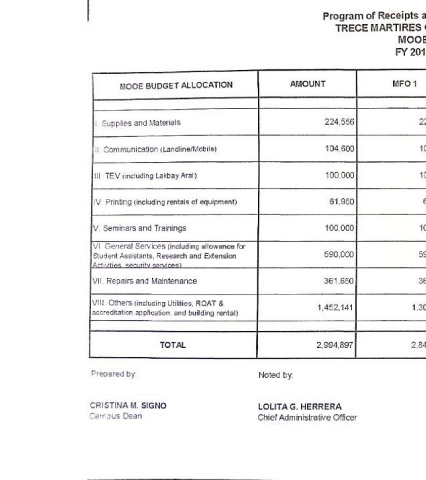 Program of Receipts a
TRECE MARTIRES
MOOE
FY 201
MOOE BUDGET ALLOCATION AMOUNT MFO 1
I. Supplies and Materials 224,556 22
II. Communication (Landline/Mobile) 104,600 10
III. TEV (including Lakbay Aral) 100,000 10
IV. Printing (including rentals of equipment) 61,950 6
V. Seminars and Trainings 100,000 10
VI. General Services (including allowance for
Student Assistants, Research and Extension
Activities, security services) 590,000 59
VII. Repairs and Maintenance 361,650 36
VIII. Others (including Utilities, ROAT &
accreditation application, and building rental) 1,452,141 1,30
TOTAL 2,994,897 2,84
Prepared by: Noted by:
CRISTINA M. SIGNO LOLITA G. HERRERA
Campus Dean Chief Administrative Officer